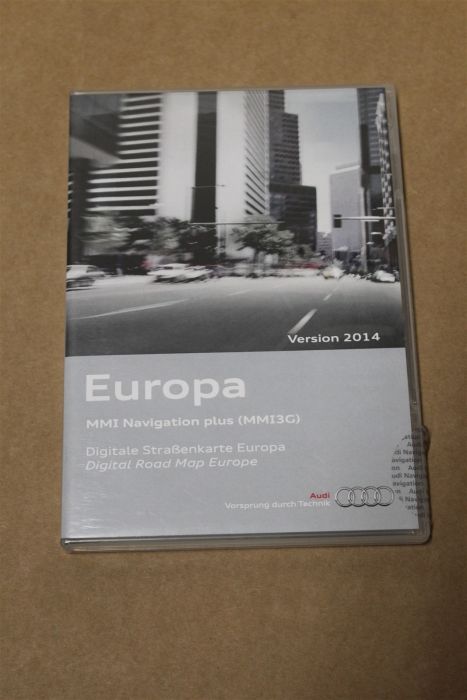 Version 2014
Europa
MMI Navigation plus (MMI3G)
Digitale Straßenkarte Europa
Digital Road Map Europe
Audi
Vorsprung durch Technik